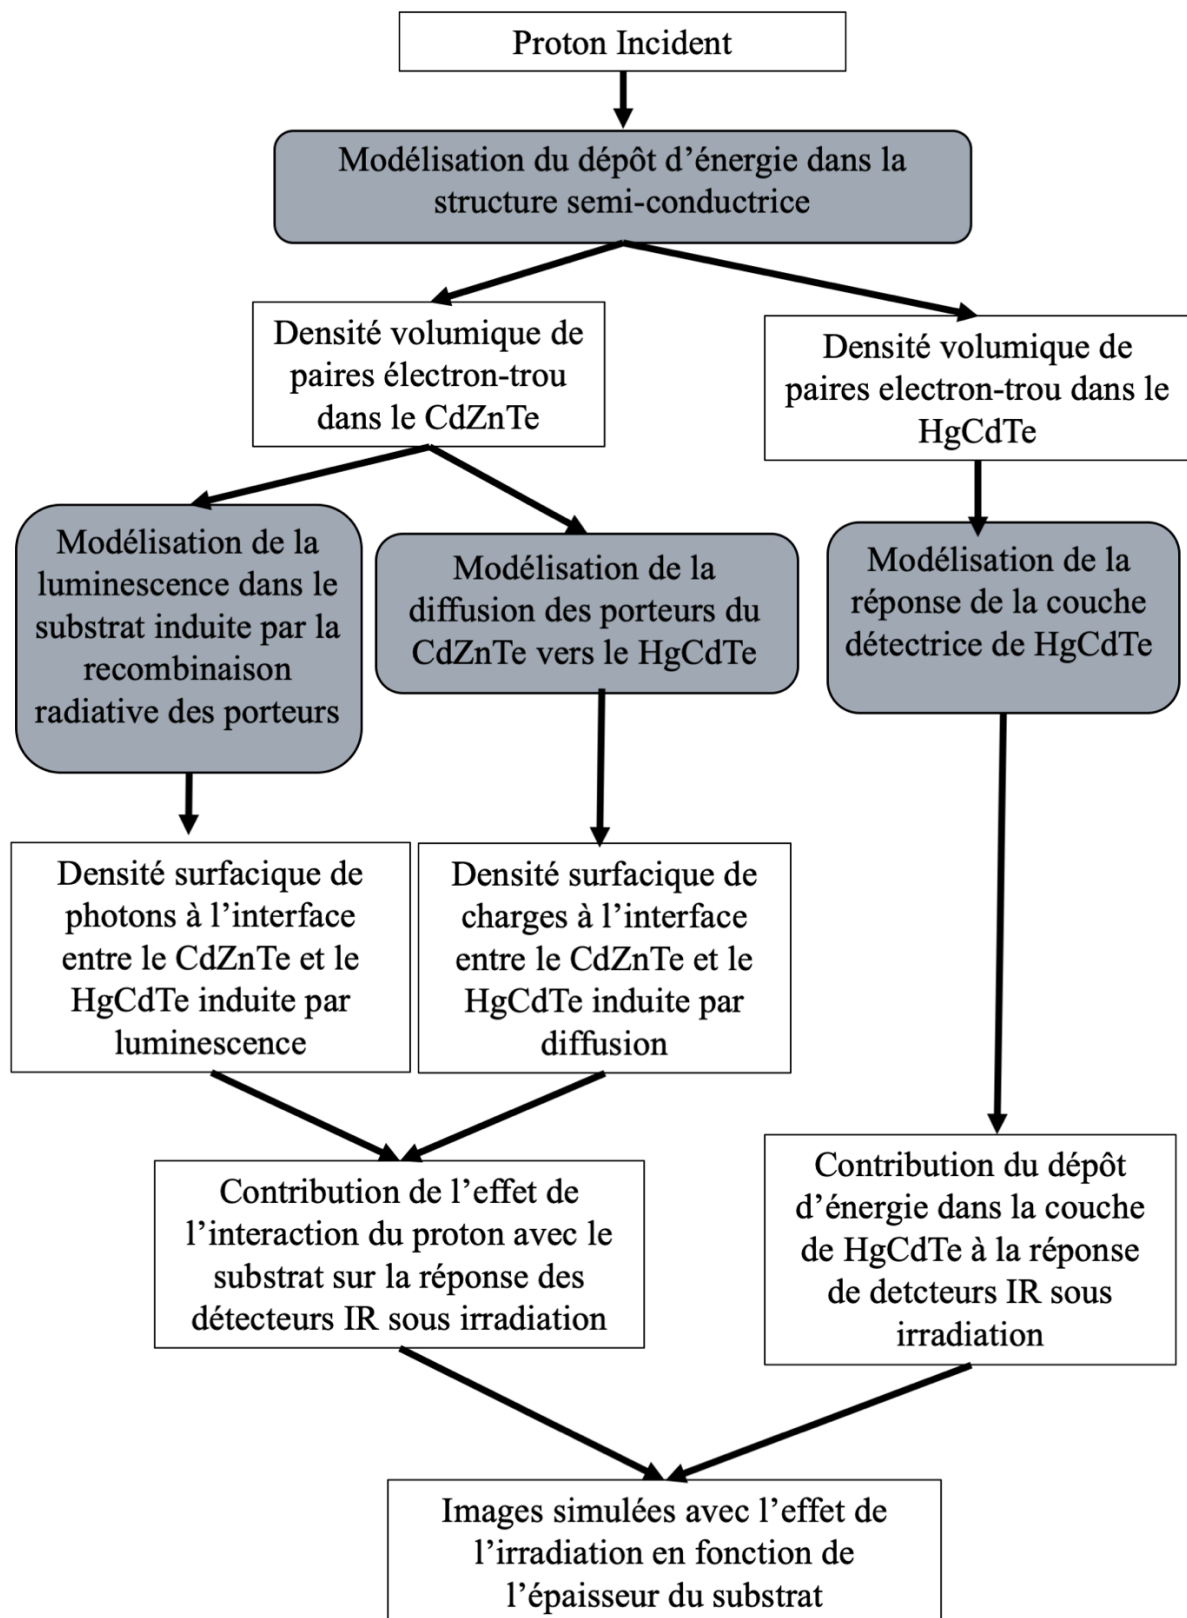 Proton Incident
Modélisation du dépôt d’énergie dans la
structure semi-conductrice
Densité volumique de
paires électron-trou
dans le CdZnTe
Densité volumique de
paires electron-trou dans le
HgCdTe
Modélisation de la
luminescence dans le
substrat induite par la
recombinaison
radiative des porteurs
Modélisation de la
diffusion des porteurs du
CdZnTe vers le HgCdTe
Modélisation de la
réponse de la couche
détectrice de HgCdTe
Densité surfacique de
photons à l’interface
entre le CdZnTe et le
HgCdTe induite par
luminescence
Densité surfacique de
charges à l’interface
entre le CdZnTe et le
HgCdTe induite par
diffusion
Contribution de l’effet de
l’interaction du proton avec le
substrat sur la réponse des
détecteurs IR sous irradiation
Contribution du dépôt
d’énergie dans la couche
de HgCdTe à la réponse
de detcteurs IR sous
irradiation
Images simulées avec l’effet de
l’irradiation en fonction de
l’épaisseur du substrat